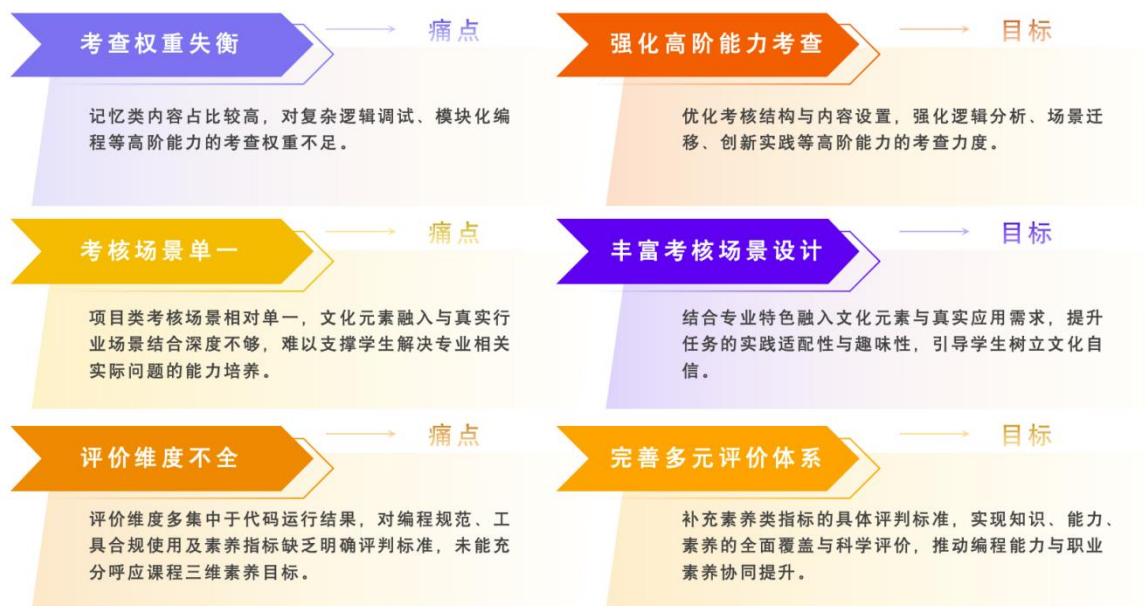 考查权重失衡
痛点
记忆类内容占比较高，对复杂逻辑调试、模块化编
程等高阶能力的考查权重不足。
强化高阶能力考查
目标
优化考核结构与内容设置，强化逻辑分析、场景迁
移、创新实践等高阶能力的考查力度。
考核场景单一
痛点
项目类考核场景相对单一，文化元素融入与真实行
业场景结合深度不够，难以支撑学生解决专业相关
实际问题的能力培养。
丰富考核场景设计
目标
结合专业特色融入文化元素与真实应用需求，提升
任务的实践适配性与趣味性，引导学生树立文化自
信。
评价维度不全
痛点
评价维度多集中于代码运行结果，对编程规范、工
具合规使用及素养指标缺乏明确评判标准，未能充
分呼应课程三维素养目标。
完善多元评价体系
目标
补充素养类指标的具体评判标准，实现知识、能力、
素养的全面覆盖与科学评价，推动编程能力与职业
素养协同提升。